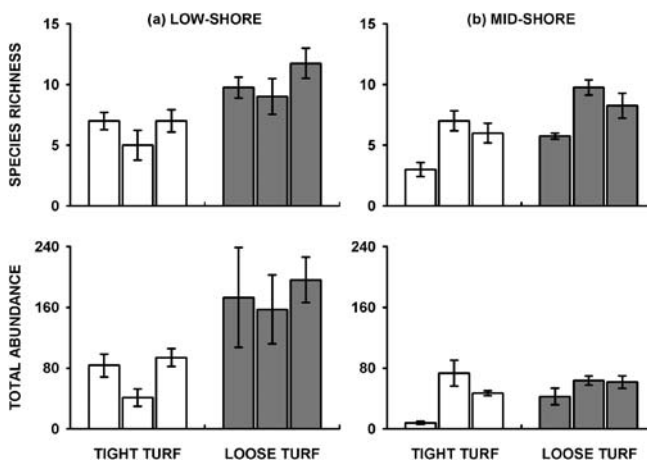 (a) LOW-SHORE
(b) MID-SHORE
SPECIES RICHNESS
15
10
5
0
15
10
5
0
TOTAL ABUNDANCE
240
160
80
0
240
160
80
0
TIGHT TURF LOOSE TURF
TIGHT TURF LOOSE TURF